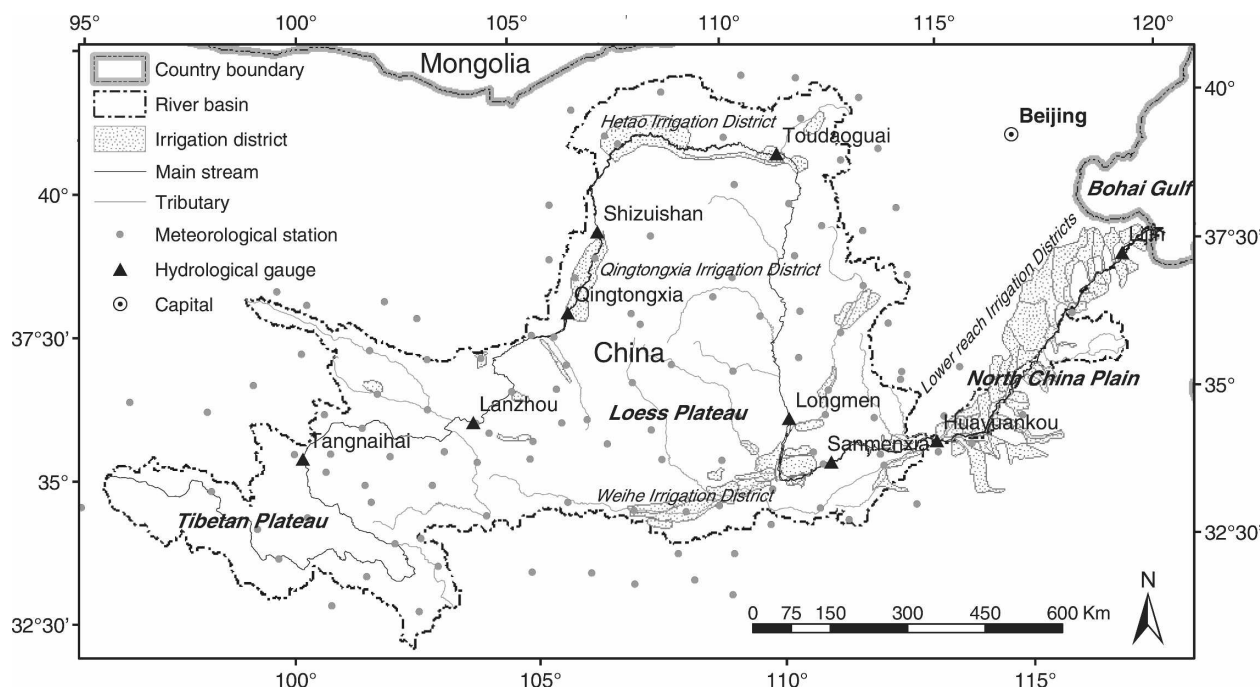 95°
100°
105°
110°
115°
120°
Mongolia
Country boundary
River basin
Irrigation district
Main stream
Tributary
Meteorological station
Hydrological gauge
Capital
Hetao Irrigation District
Toudaoguai
Beijing
40°
40°
Bohai Gulf
Shizuishan
Lijin
37°30'
Qingtongxia Irrigation District
Qingtongxia
Lower reach Irrigation Districts
37°30'
China
North China Plain
35°
Lanzhou
Loess Plateau
Longmen
Huayuankou
Tangnaihai
Sanmenxia
35°
Weihe Irrigation District
Tibetan Plateau
32°30'
N
0 75 150 300 450 600 Km
32°30'
100°
105°
110°
115°